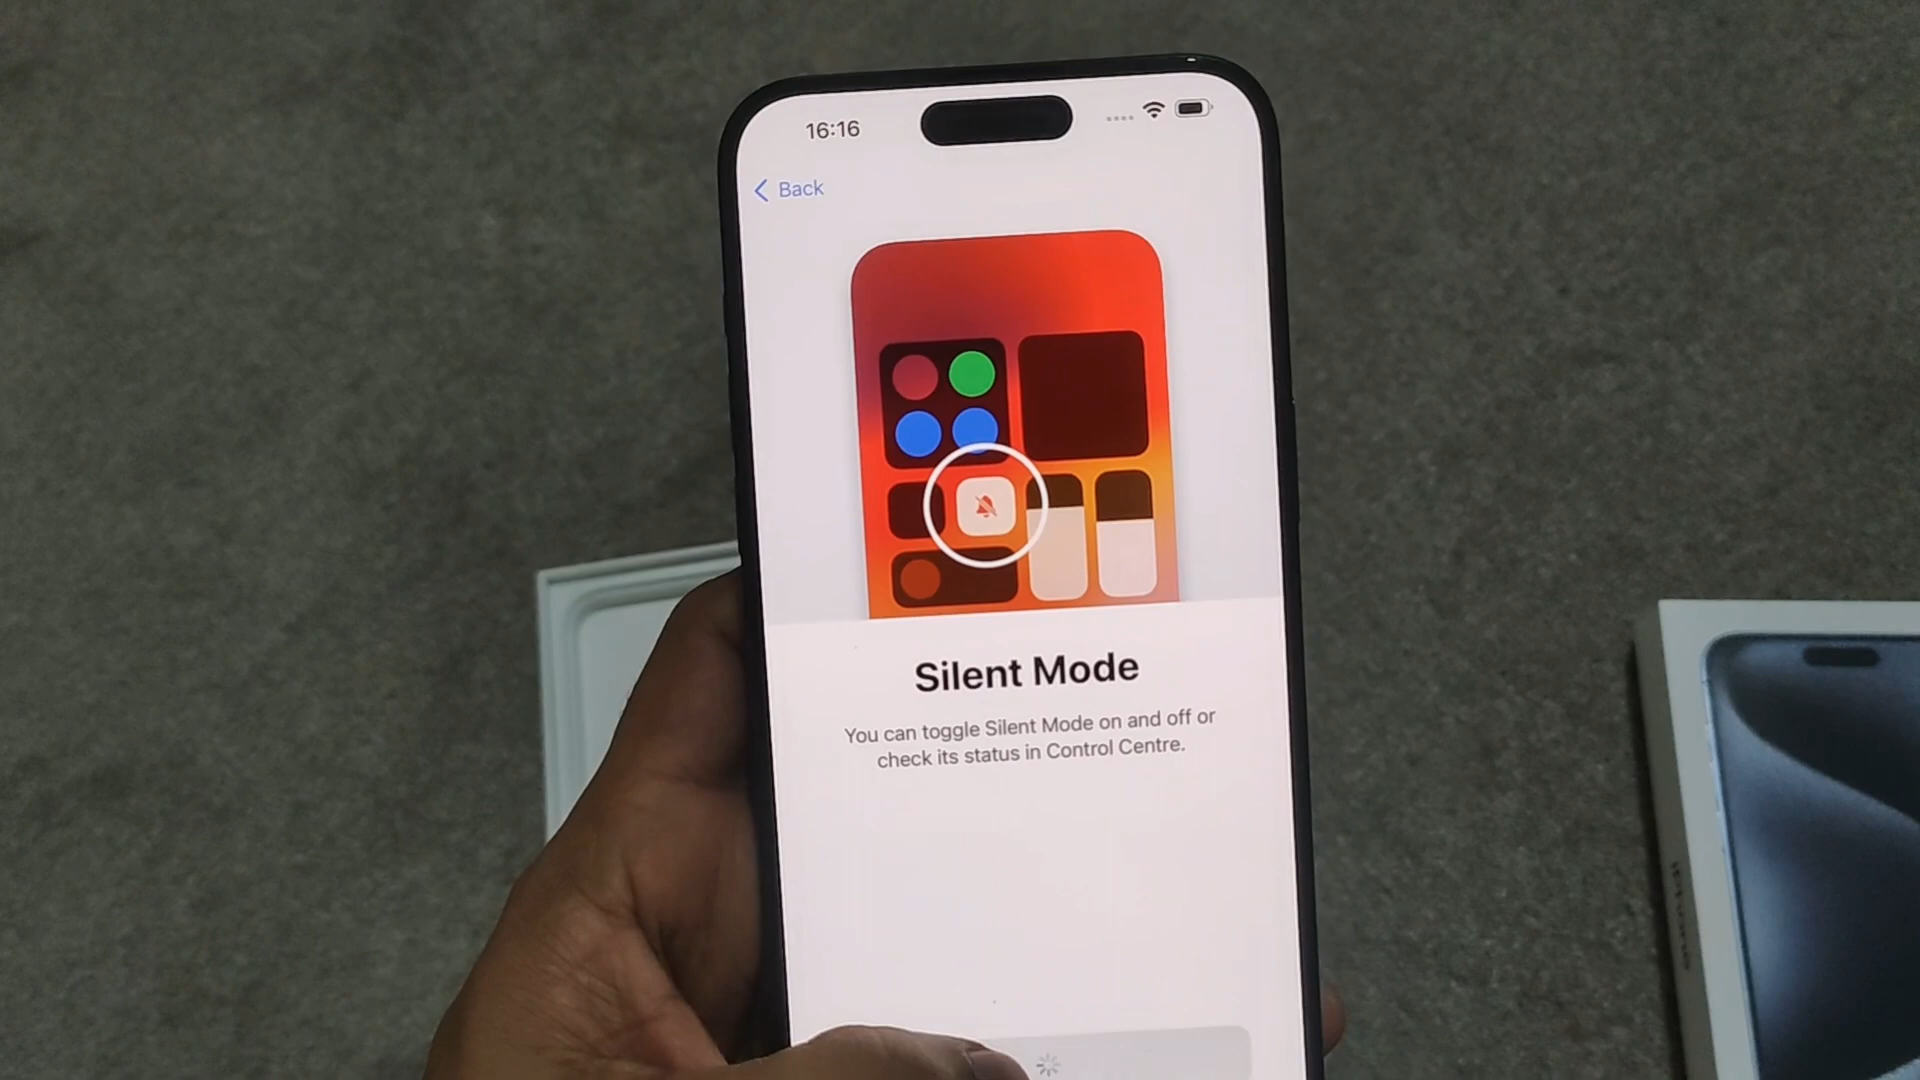 16:16
Back
Silent Mode
You can toggle Silent Mode on and off or
check its status in Control Centre.
iPhone